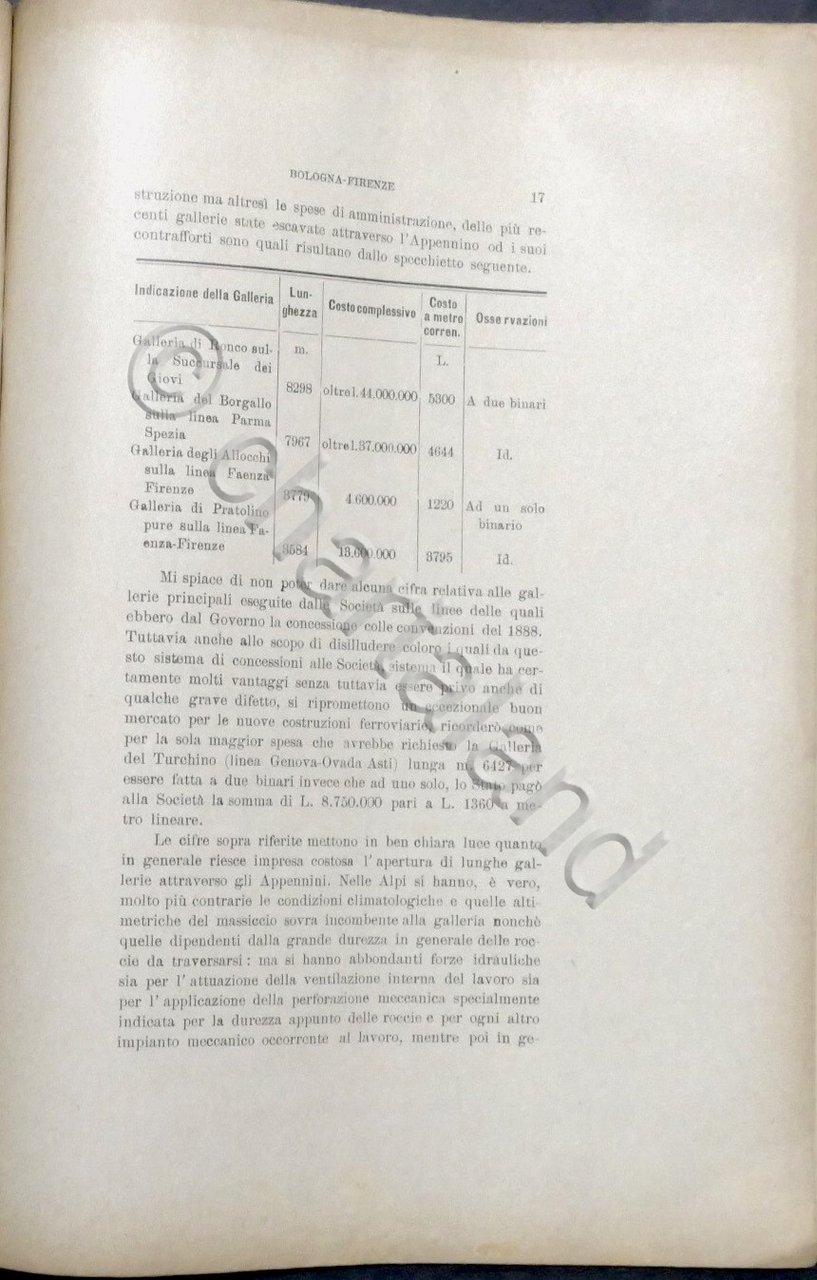 BOLOGNA-FIRENZE 17
struzione ma altresì le spese di amministrazione, delle più re-
centi gallerie state escavate attraverso l'Appennino od i suoi
contrafforti sono quali risultano dallo specchietto seguente.
Indicazione della Galleria | Lun-ghezza | Costo complessivo | Costo a metro corren. | Osse rvazioni
m. L.
Galleria di Ronco sul-
la Succursale dei
Giovi 8298 oltre l. 44.000.000 5300 A due binari
Galleria del Borgallo
sulla linea Parma
Spezia 7967 oltre l. 37.000.000 4644 Id.
Galleria degli Allocchi
sulla linea Faenza
Firenze 3779 4.600.000 1220 Ad un solo binario
Galleria di Pratolino
pure sulla linea Fa-
enza-Firenze 3584 13.600.000 3795 Id.
Mi spiace di non poter dare alcuna cifra relativa alle gal-
lerie principali eseguite dalle Società sulle linee delle quali
ebbero dal Governo la concessione colle convenzioni del 1888.
Tuttavia anche allo scopo di disilludere coloro i quali da que-
sto sistema di concessioni alle Società, sistema il quale ha cer-
tamente molti vantaggi senza tuttavia essere privo anche di
qualche grave difetto, si ripromettono un eccezionale buon
mercato per le nuove costruzioni ferroviarie, ricorderò come
per la sola maggior spesa che avrebbe richiesto la Galleria
del Turchino (linea Genova-Ovada Asti) lunga m. 6427 per
essere fatta a due binari invece che ad uno solo, lo Stato pagò
alla Società la somma di L. 8.750.000 pari a L. 1360 a me-
tro lineare.
Le cifre sopra riferite mettono in ben chiara luce quanto
in generale riesce impresa costosa l'apertura di lunghe gal-
lerie attraverso gli Appennini. Nelle Alpi si hanno, è vero,
molto più contrarie le condizioni climatologiche e quelle alti-
metriche del massiccio sovra incombente alla galleria nonchè
quelle dipendenti dalla grande durezza in generale delle roc-
cie da traversarsi: ma si hanno abbondanti forze idrauliche
sia per l'attuazione della ventilazione interna del lavoro sia
per l'applicazione della perforazione meccanica specialmente
indicata per la durezza appunto delle roccie e per ogni altro
impianto meccanico occorrente al lavoro, mentre poi in ge-
© chartaland